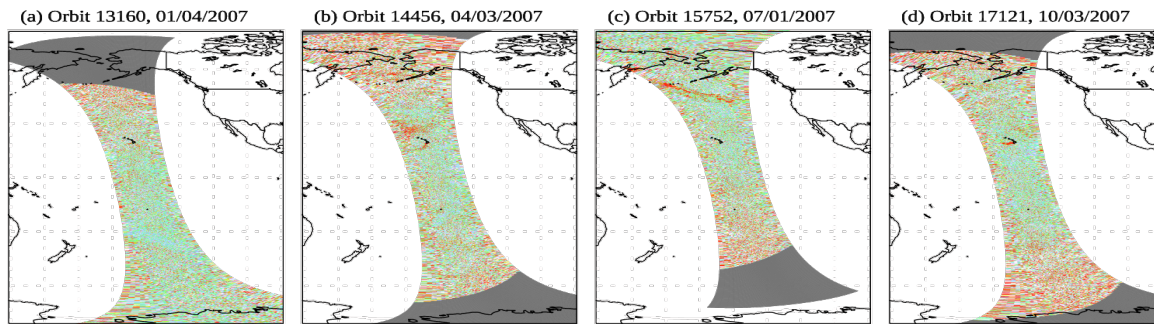 (a) Orbit 13160, 01/04/2007
(b) Orbit 14456, 04/03/2007
(c) Orbit 15752, 07/01/2007
(d) Orbit 17121, 10/03/2007